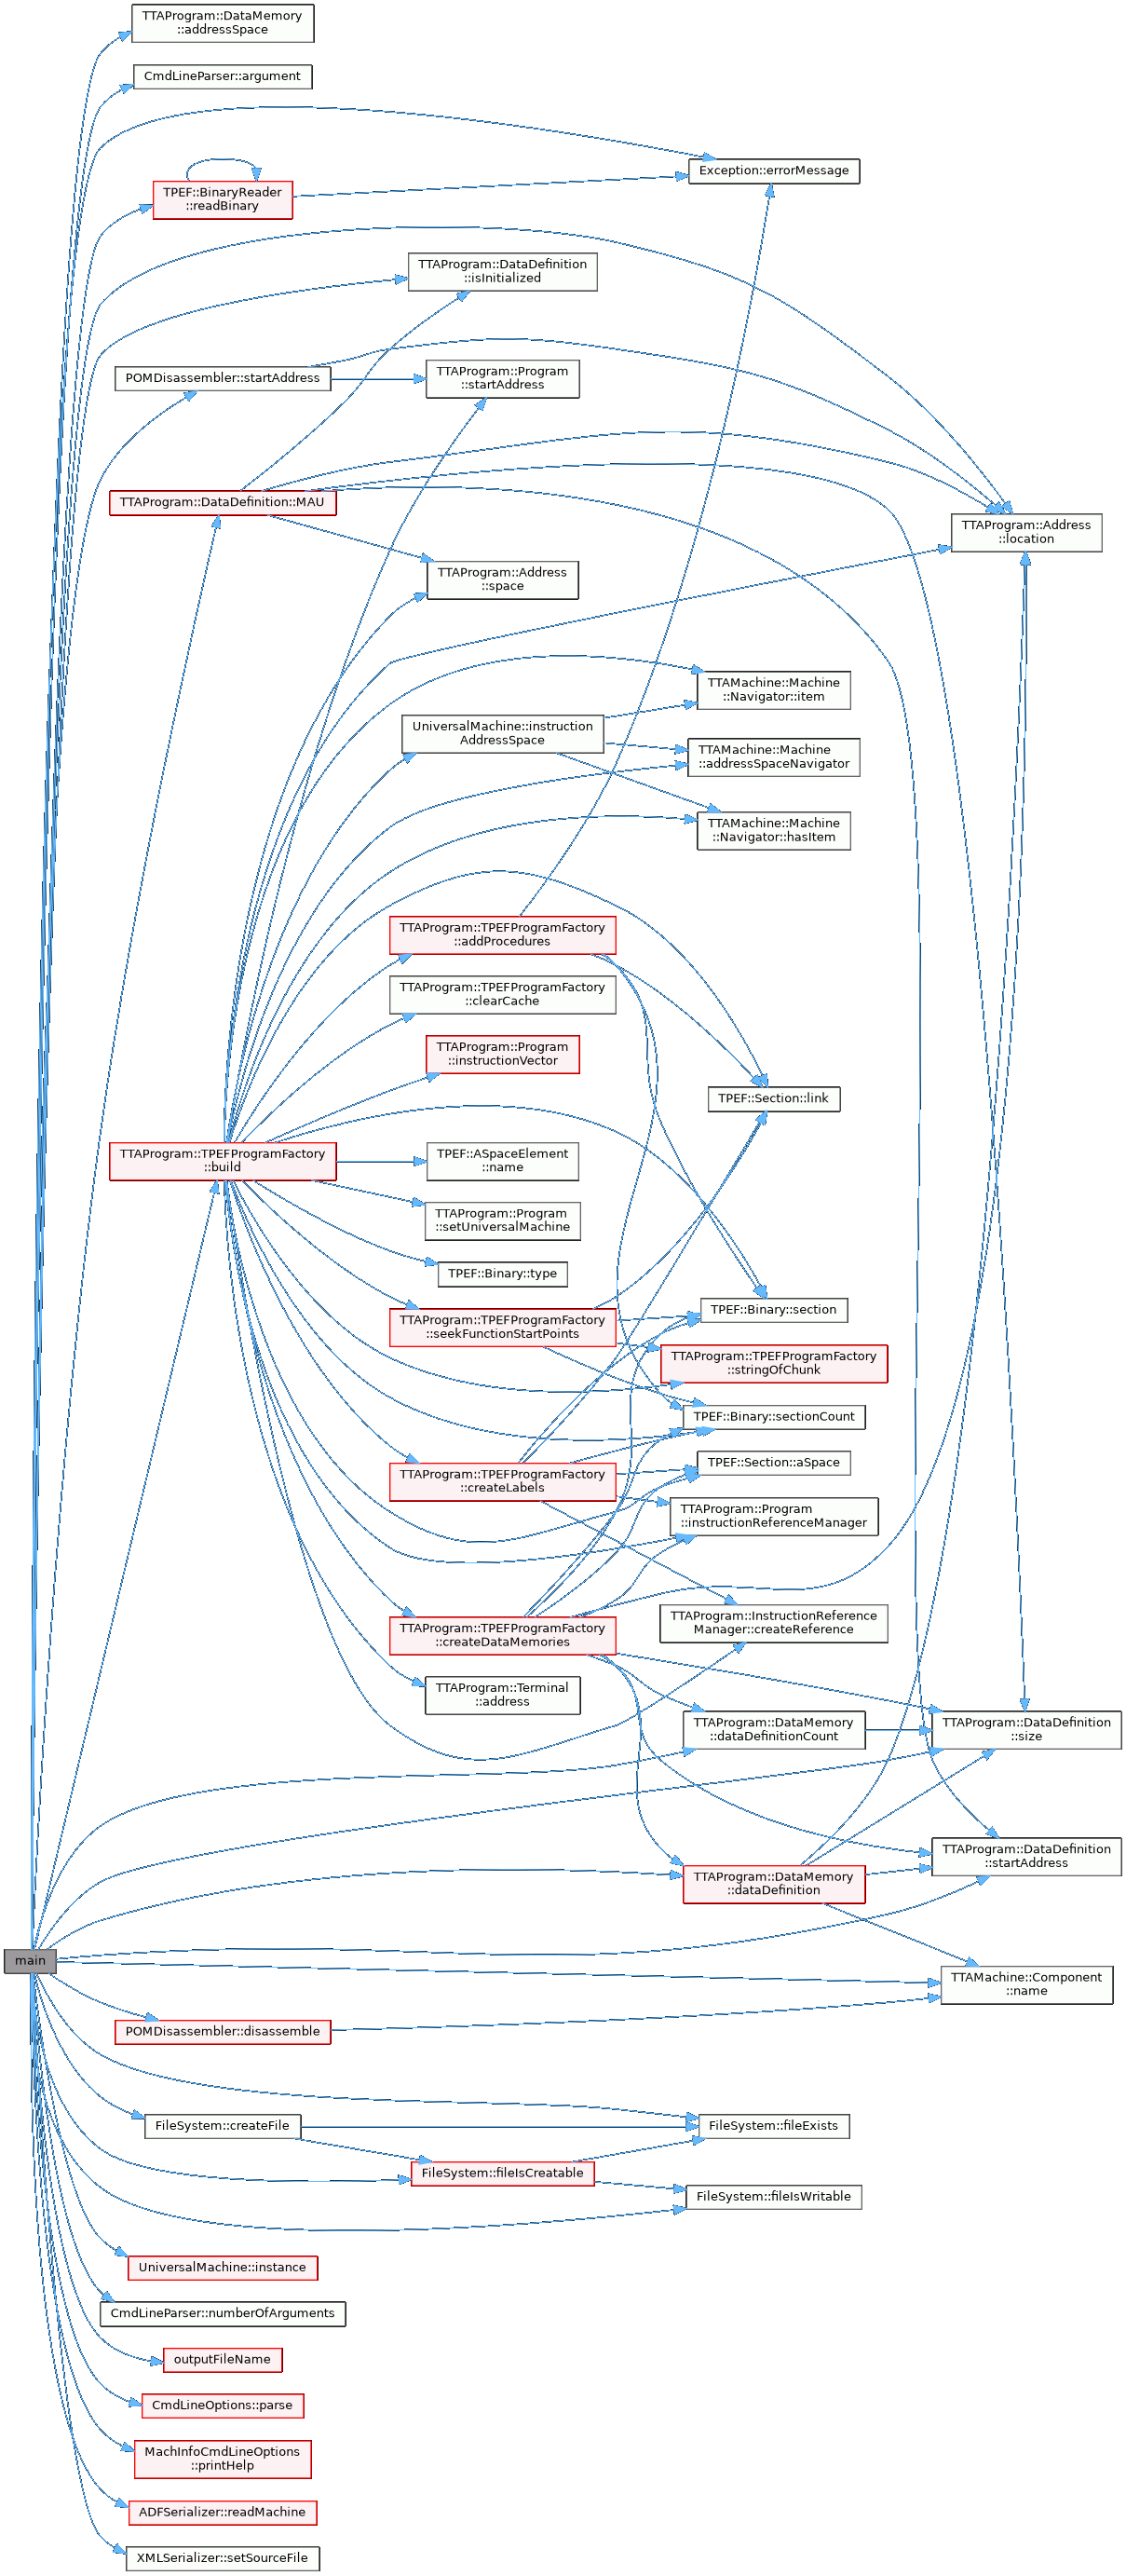 TTAProgram::DataMemory
::addressSpace
CmdLineParser::argument
Exception::errorMessage
TPEF::BinaryReader
::readBinary
TTAProgram::DataDefinition
::isInitialized
POMDisassembler::startAddress
TTAProgram::Program
::startAddress
TTAProgram::DataDefinition::MAU
TTAProgram::Address
::location
TTAProgram::Address
::space
TTAMachine::Machine
::Navigator::item
UniversalMachine::instruction
AddressSpace
TTAMachine::Machine
::addressSpaceNavigator
TTAMachine::Machine
::Navigator::hasItem
TTAProgram::TPEFProgramFactory
::addProcedures
TTAProgram::TPEFProgramFactory
::clearCache
TTAProgram::Program
::instructionVector
TPEF::Section::link
TTAProgram::TPEFProgramFactory
::build
TPEF::ASpaceElement
::name
TTAProgram::Program
::setUniversalMachine
TPEF::Binary::type
TPEF::Binary::section
TTAProgram::TPEFProgramFactory
::seekFunctionStartPoints
TTAProgram::TPEFProgramFactory
::stringOfChunk
TPEF::Binary::sectionCount
TPEF::Section::aSpace
TTAProgram::TPEFProgramFactory
::createLabels
TTAProgram::Program
::instructionReferenceManager
TTAProgram::InstructionReference
Manager::createReference
TTAProgram::TPEFProgramFactory
::createDataMemories
TTAProgram::Terminal
::address
TTAProgram::DataMemory
::dataDefinitionCount
TTAProgram::DataDefinition
::size
TTAProgram::DataDefinition
::startAddress
TTAProgram::DataMemory
::dataDefinition
main
TTAMachine::Component
::name
POMDisassembler::disassemble
FileSystem::createFile
FileSystem::fileExists
FileSystem::fileIsCreatable
FileSystem::fileIsWritable
UniversalMachine::instance
CmdLineParser::numberOfArguments
outputFileName
CmdLineOptions::parse
MachInfoCmdLineOptions
::printHelp
ADFSerializer::readMachine
XMLSerializer::setSourceFile